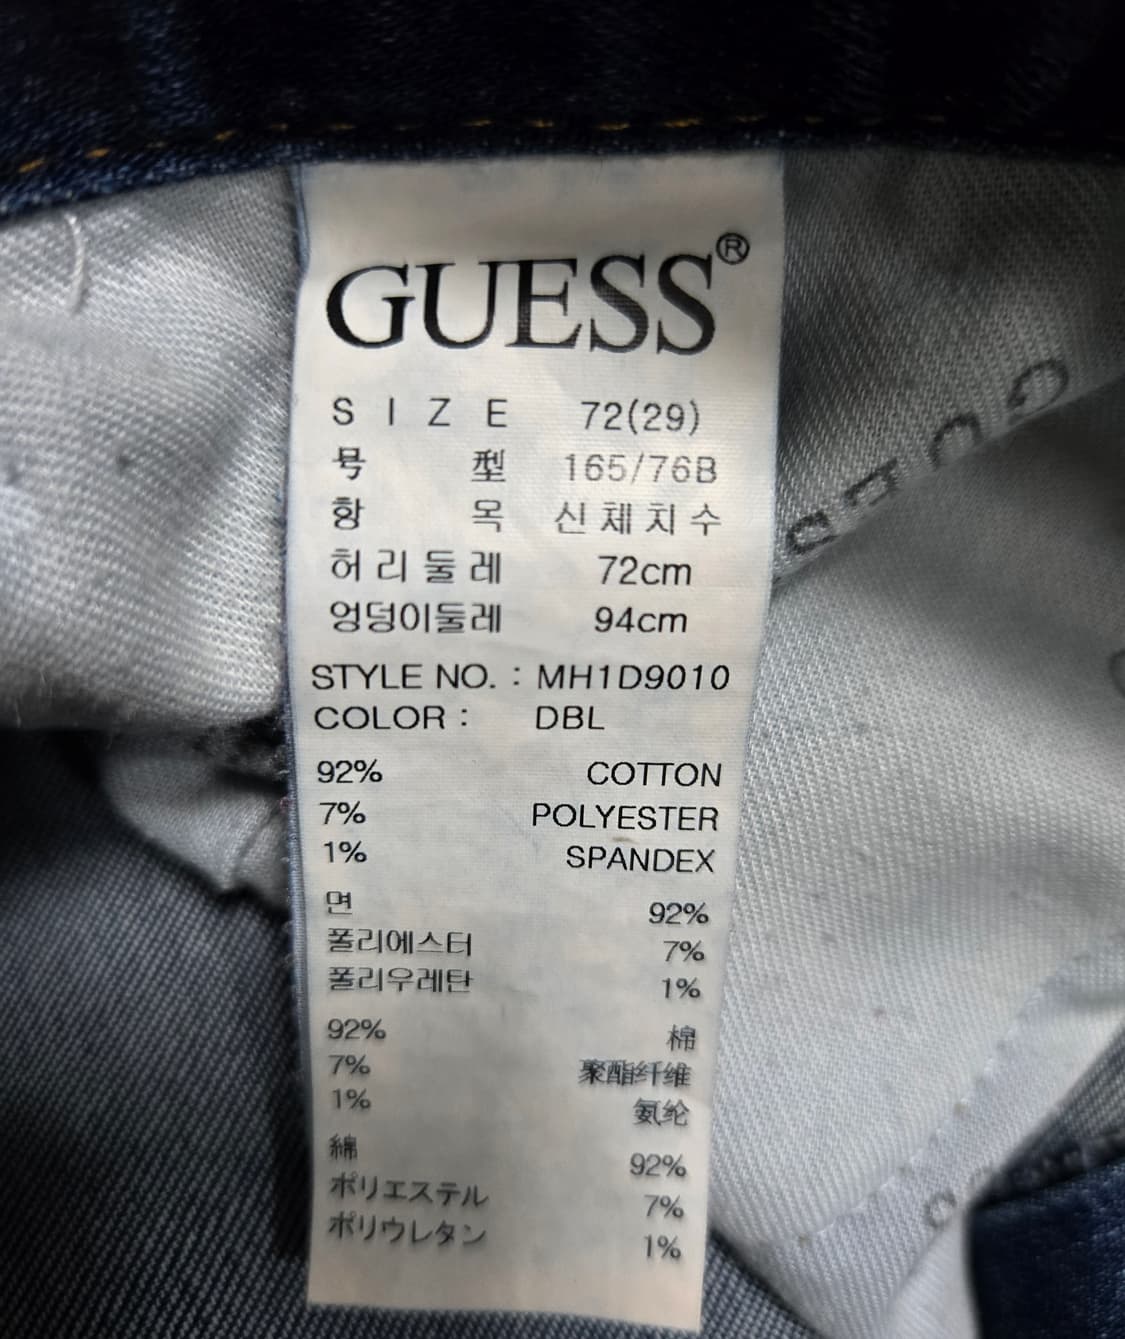 GUESS®
SIZE 72(29)
号型 165/76B
항목 신체치수
허리둘레 72cm
엉덩이둘레 94cm
STYLE NO. : MH1D9010
COLOR : DBL
92% COTTON
7% POLYESTER
1% SPANDEX
면 92%
폴리에스터 7%
폴리우레탄 1%
92% 棉
7% 聚酯纤维
1% 氨纶
綿 92%
ポリエステル 7%
ポリウレタン 1%